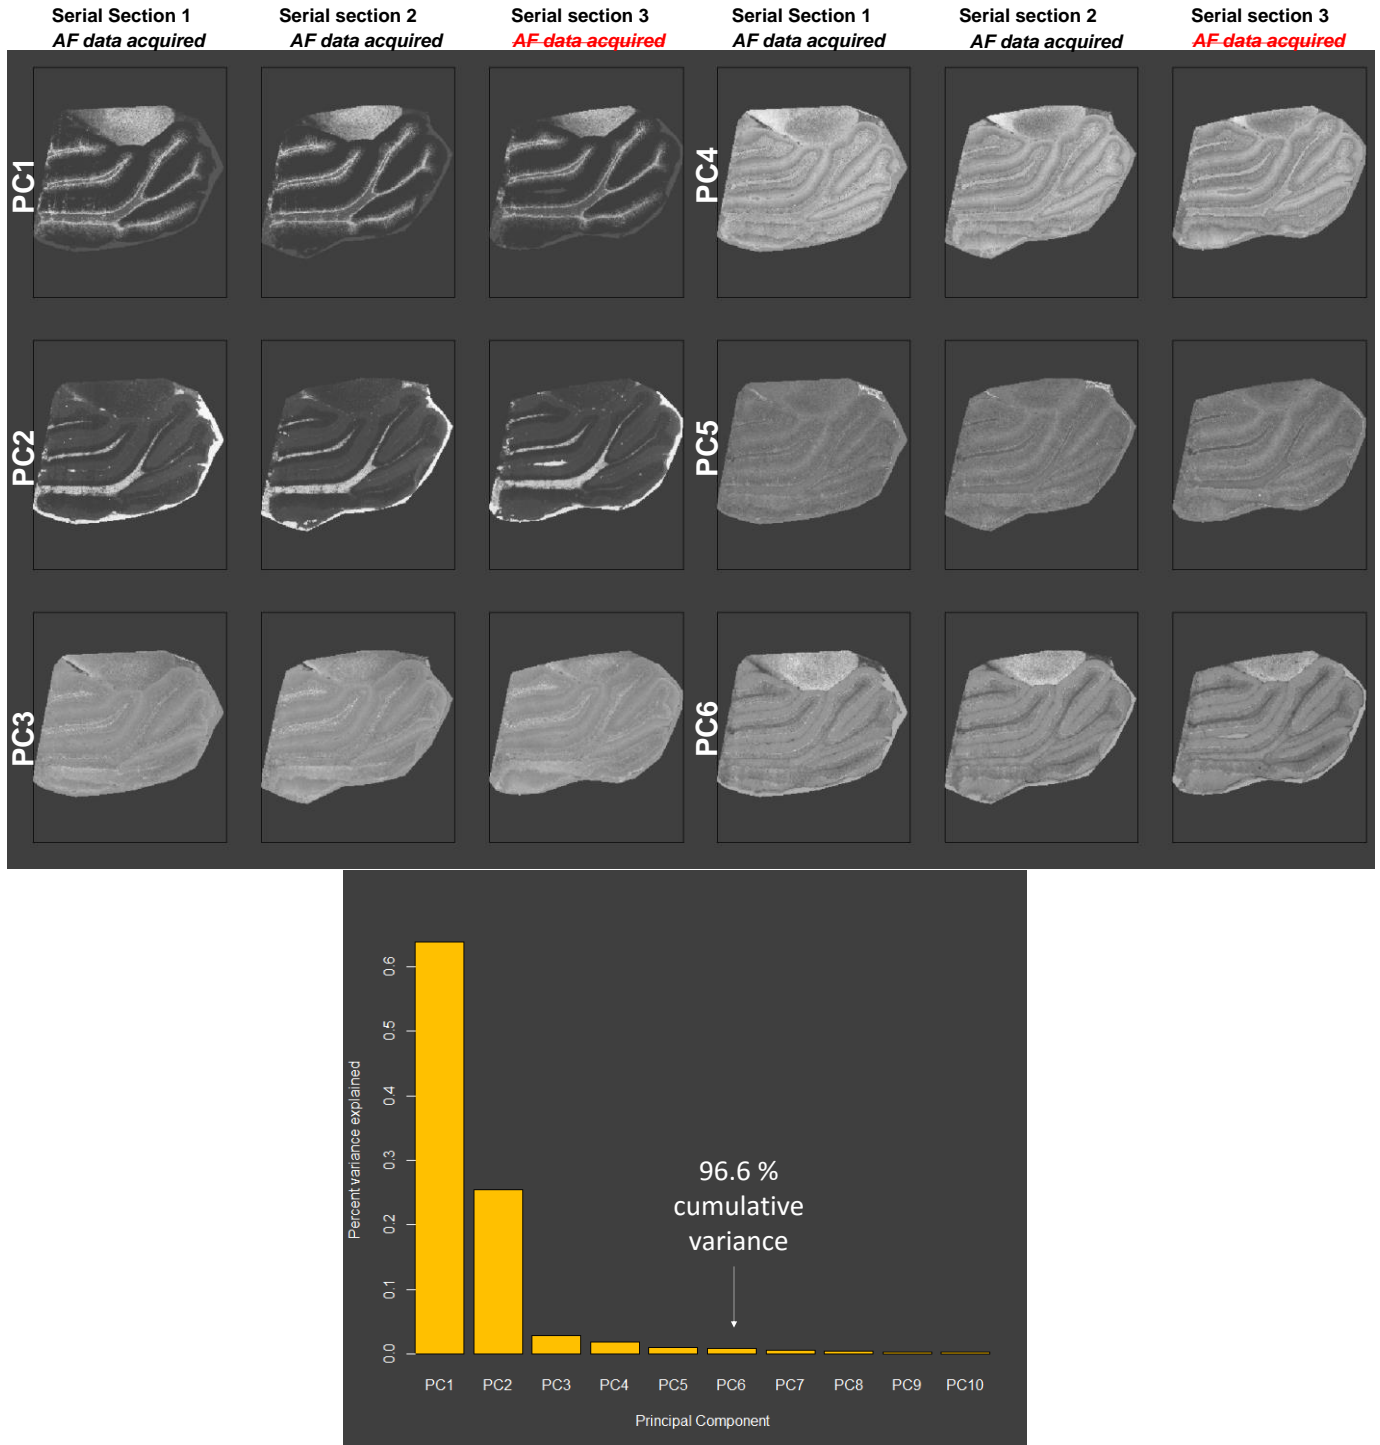 Serial Section 1
Serial section 2
Serial section 3
Serial Section 1
Serial section 2
Serial section 3
AF data acquired
AF data acquired
AF data acquired
AF data acquired
AF data acquired
AF data acquired
PC1
PC4
PC2
PC5
PC3
PC6
Percent variance explained
0.6
0.5
0.4
0.3
0.2
0.1
0.0
96.6 %
cumulative
variance
PC1 PC2 PC3 PC4 PC5 PC6 PC7 PC8 PC9 PC10
Principal Component